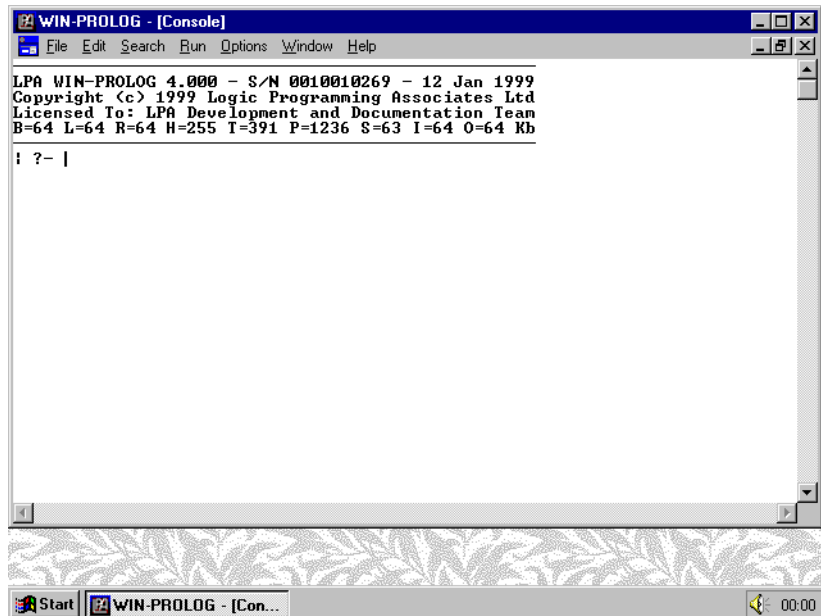 WIN-PROLOG - [Console]
File Edit Search Run Options Window Help
LPA WIN-PROLOG 4.000 - S/N 0010010269 - 12 Jan 1999
Copyright (c) 1999 Logic Programming Associates Ltd
Licensed To: LPA Development and Documentation Team
B=64 L=64 R=64 H=255 T=391 P=1236 S=63 I=64 O=64 Kb
| ?- |
Start WIN-PROLOG - [Con... 00:00